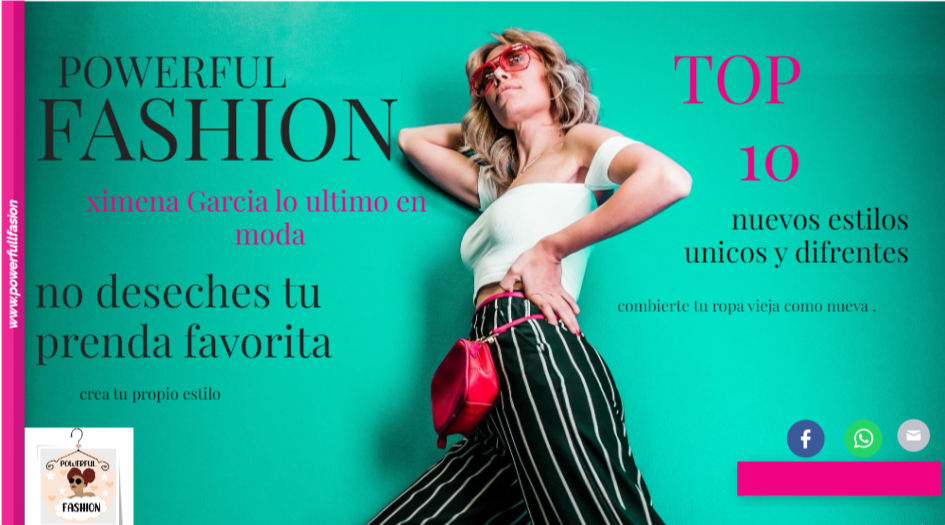 POWERFUL
FASHION
ximena Garcia lo ultimo en
moda
no deseches tu
prenda favorita
crea tu propio estilo
TOP
10
nuevos estilos
unicos y difrentes
combierte tu ropa vieja como nueva .
www.powerfullfasion
POWERFUL
FASHION